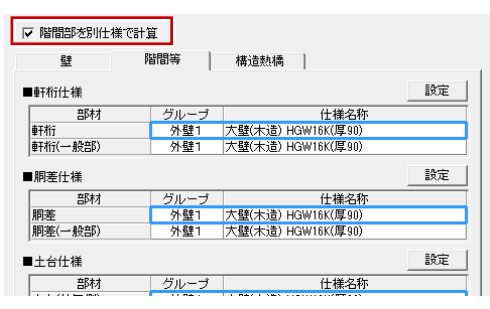 階間部を別仕様で計算
壁 階間等 構造熱橋
■軒桁仕様 設定
部材 グループ 仕様名称
軒桁 外壁1 大壁(木造) HGW16K(厚90)
軒桁(一般部) 外壁1 大壁(木造) HGW16K(厚90)
■胴差仕様 設定
部材 グループ 仕様名称
胴差 外壁1 大壁(木造) HGW16K(厚90)
胴差(一般部) 外壁1 大壁(木造) HGW16K(厚90)
■土台仕様 設定
部材 グループ 仕様名称